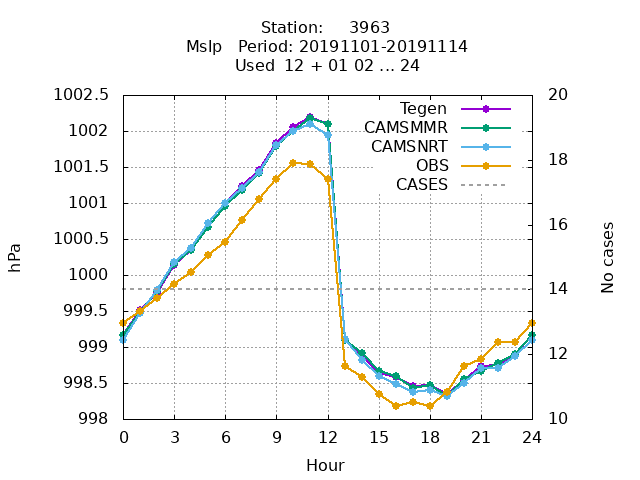 Station: 3963
Mslp Period: 20191101-20191114
Used 12 + 01 02 ... 24
1002.5
1002
1001.5
1001
1000.5
1000
999.5
999
998.5
998
hPa
20
18
16
14
12
10
No cases
Tegen
CAMSMMR
CAMSNRT
OBS
CASES
0 3 6 9 12 15 18 21 24
Hour